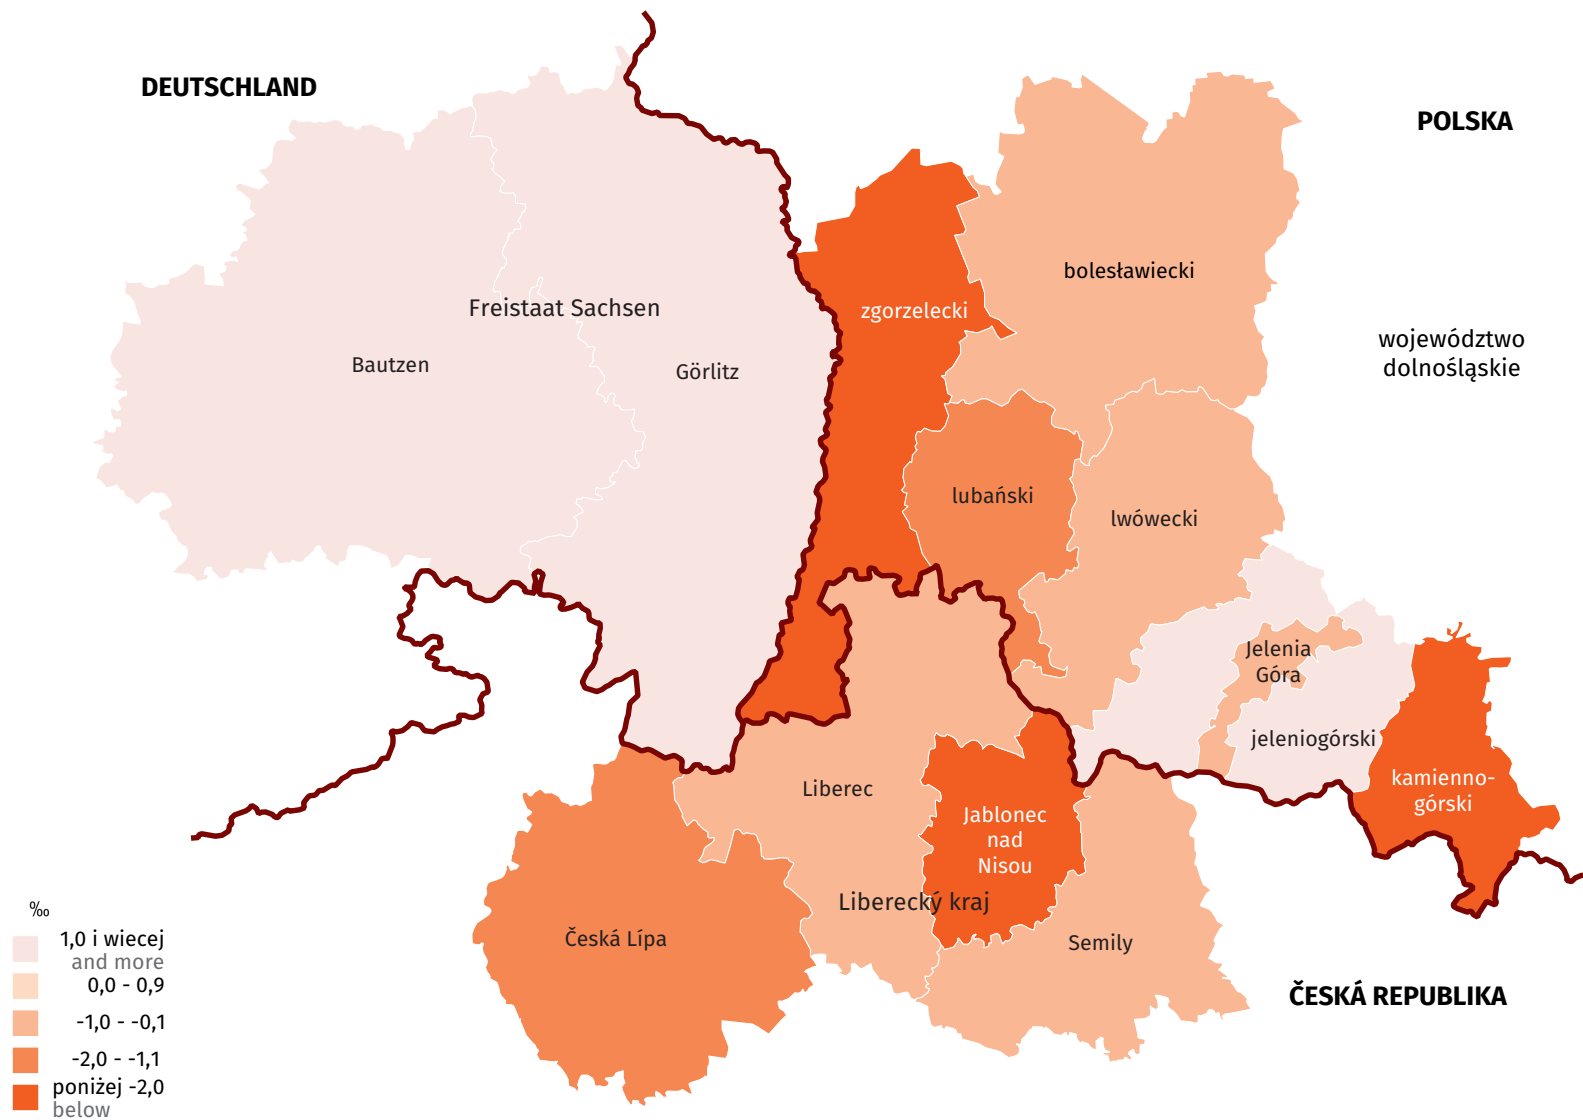 DEUTSCHLAND
POLSKA
bolesławiecki
Freistaat Sachsen
zgorzelecki
województwo
dolnośląskie
Bautzen
Görlitz
lubański
lwówecki
Jelenia
Góra
jeleniogórski
kamienno-
górski
Liberec
Jablonec
nad
Nisou
Liberecký kraj
Česká Lípa
Semily
ČESKÁ REPUBLIKA
‰
1,0 i wiecej
and more
0,0 - 0,9
-1,0 - -0,1
-2,0 - -1,1
poniżej -2,0
below